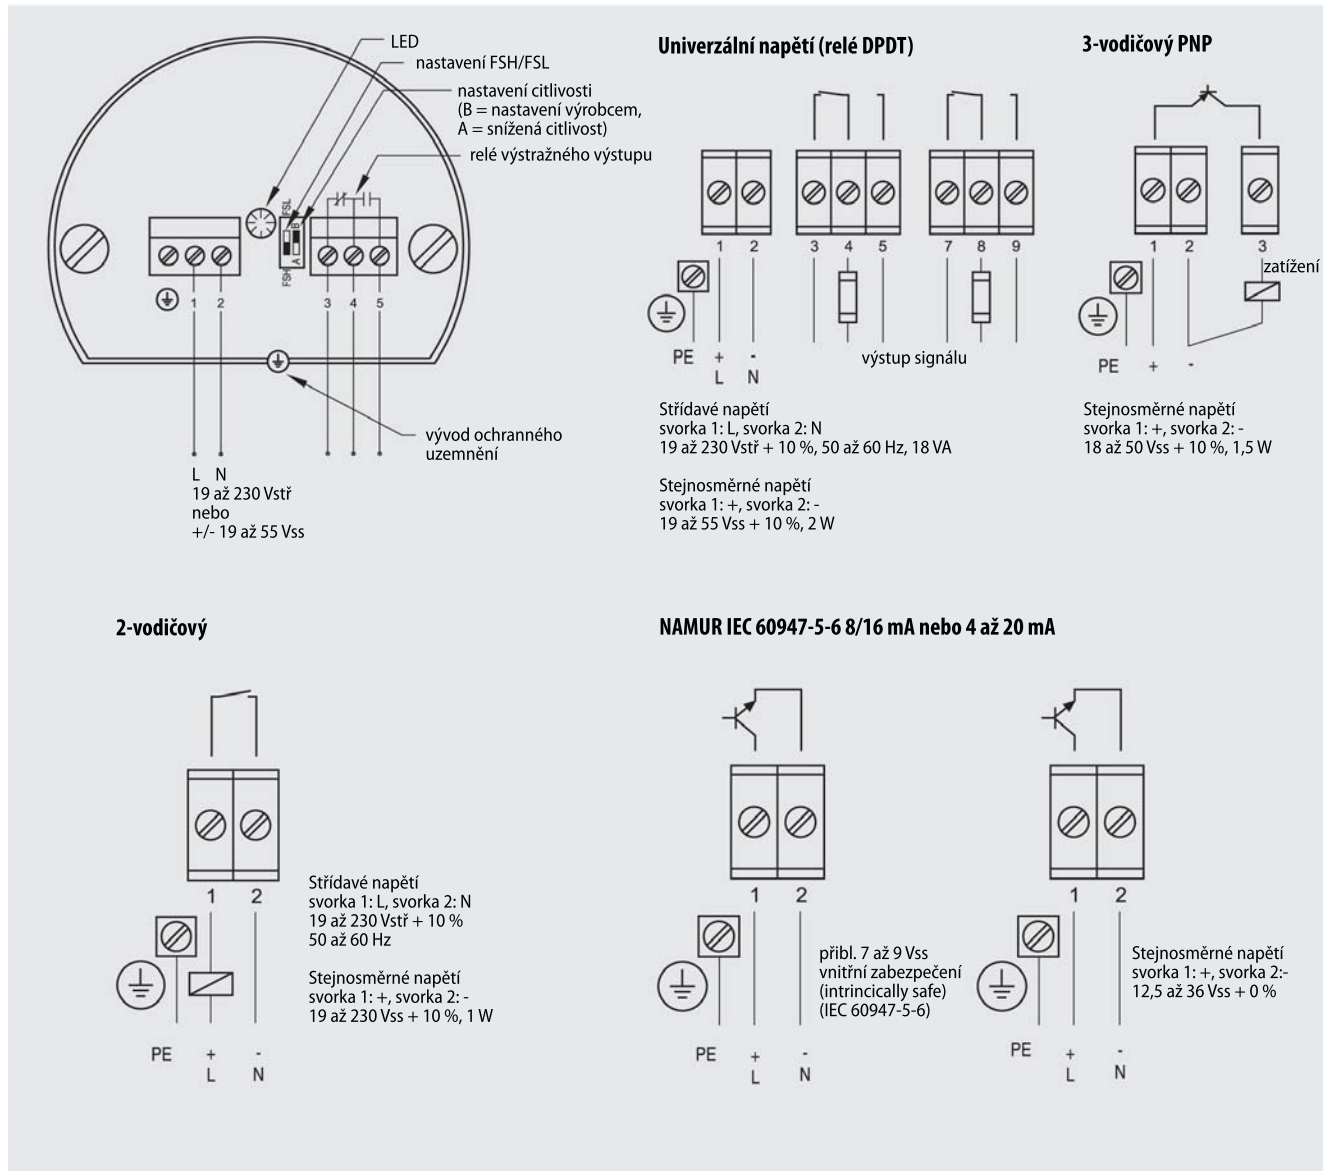 LED
nastavení FSH/FSL
nastavení citlivosti
(B = nastavení výrobcem,
A = snížená citlivost)
relé výstražného výstupu
FSL
B
A
FSH
1 2 3 4 5
vývod ochranného
uzemnění
L N
19 až 230 Vstř
nebo
+/- 19 až 55 Vss
Univerzální napětí (relé DPDT)
1 2 3 4 5 7 8 9
PE + -
L N
výstup signálu
Střídavé napětí
svorka 1: L, svorka 2: N
19 až 230 Vstř + 10 %, 50 až 60 Hz, 18 VA
Stejnosměrné napětí
svorka 1: +, svorka 2: -
19 až 55 Vss + 10 %, 2 W
3-vodičový PNP
1 2 3
zatížení
PE + -
Stejnosměrné napětí
svorka 1: +, svorka 2: -
18 až 50 Vss + 10 %, 1,5 W
2-vodičový
1 2
Střídavé napětí
svorka 1: L, svorka 2: N
19 až 230 Vstř + 10 %
50 až 60 Hz
Stejnosměrné napětí
svorka 1: +, svorka 2: -
19 až 230 Vss + 10 %, 1 W
PE + -
L N
NAMUR IEC 60947-5-6 8/16 mA nebo 4 až 20 mA
1 2
přibl. 7 až 9 Vss
vnitřní zabezpečení
(intrincically safe)
(IEC 60947-5-6)
PE + -
L N
1 2
Stejnosměrné napětí
svorka 1: +, svorka 2:-
12,5 až 36 Vss + 0 %
PE + -
L N